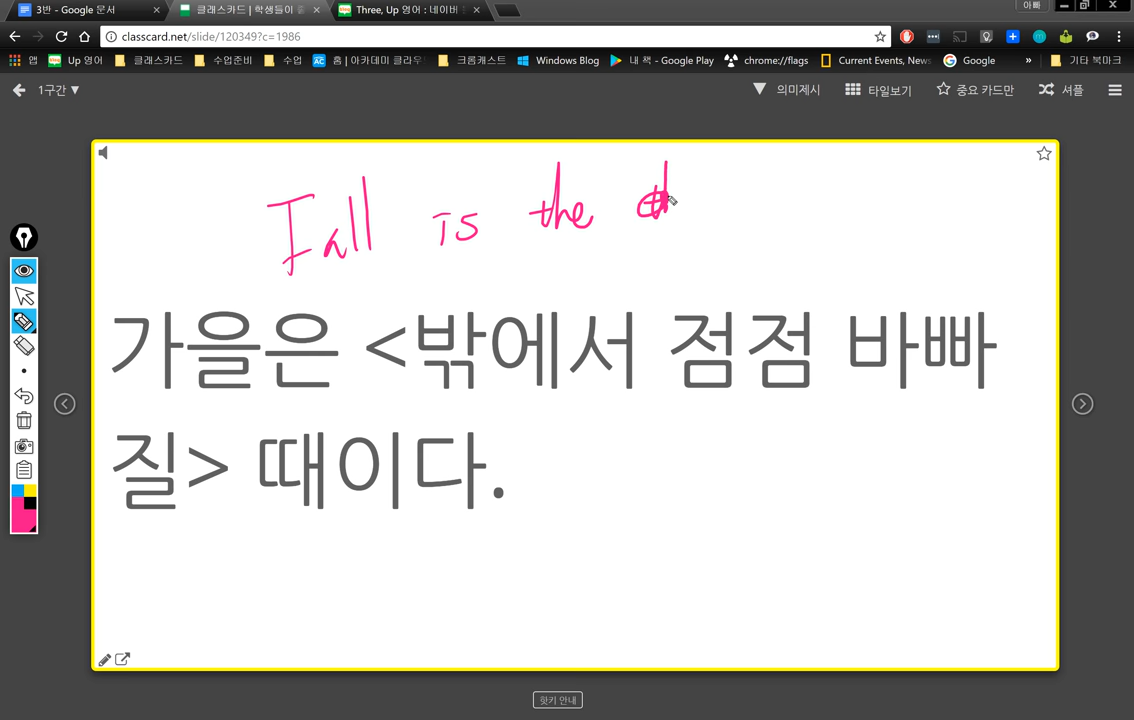 3반 - Google 문서
클래스카드 | 학생들이 좋
Three, Up 영어 : 네이버
아빠
classcard.net/slide/120349?c=1986
앱 Up 영어 클래스카드 수업준비 수업 AC 홈 | 아카데미 클라우 크롬캐스트 Windows Blog 내 책 - Google Play chrome://flags Current Events, News Google » 기타 북마크
1구간 ▼ ▼ 의미제시 타일보기 중요 카드만 셔플
Fall is the
가을은 <밖에서 점점 바빠
질> 때이다.
핫키 안내